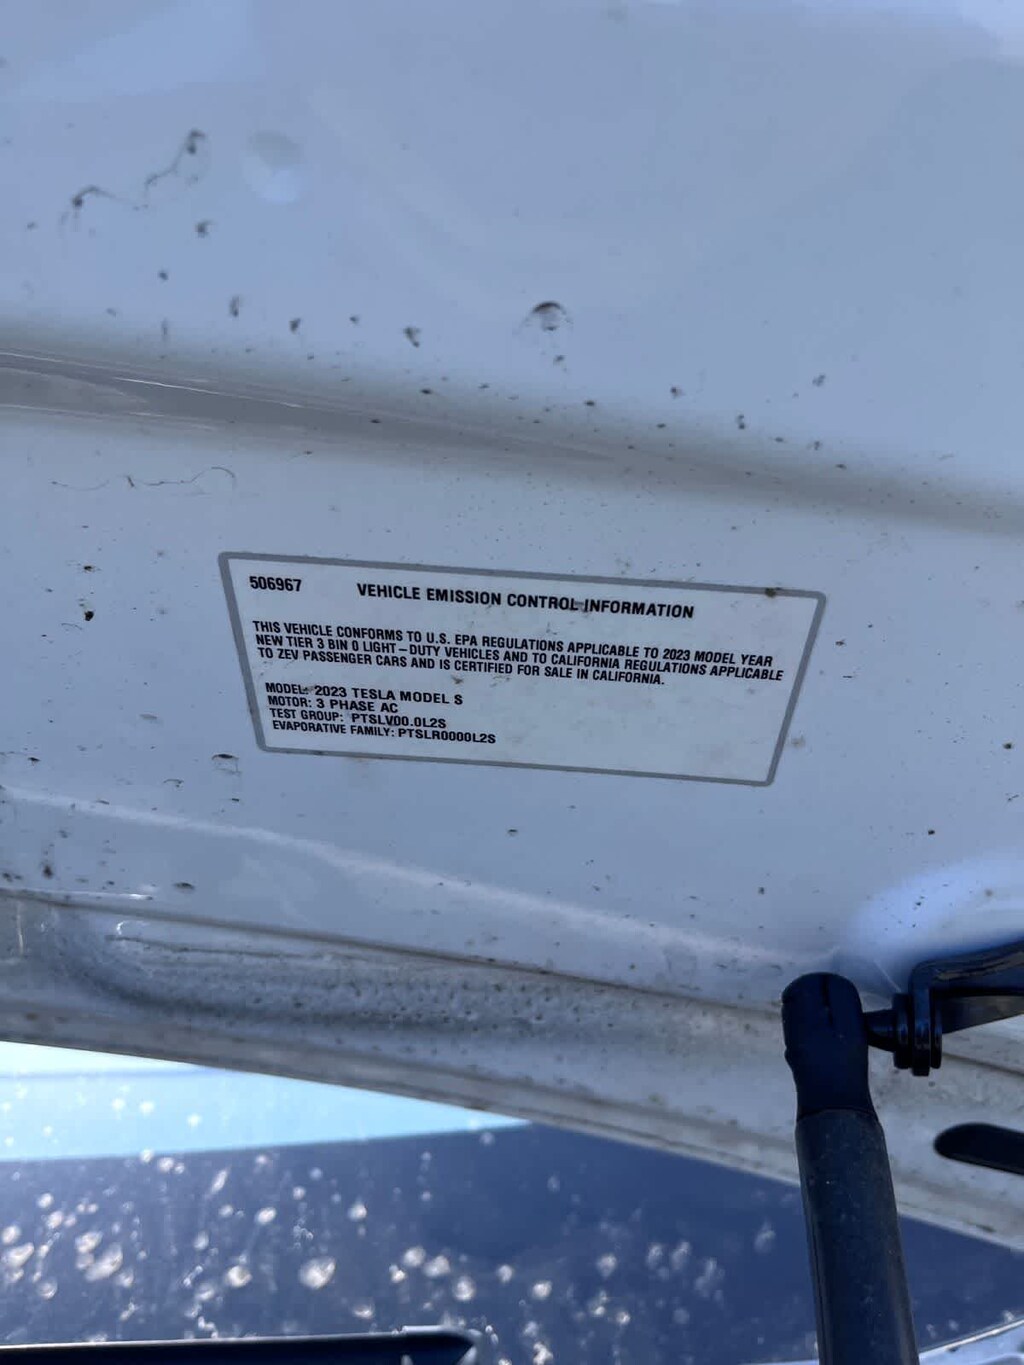 506967 VEHICLE EMISSION CONTROL INFORMATION
THIS VEHICLE CONFORMS TO U.S. EPA REGULATIONS APPLICABLE TO 2023 MODEL YEAR
NEW TIER 3 BIN 0 LIGHT-DUTY VEHICLES AND TO CALIFORNIA REGULATIONS APPLICABLE
TO ZEV PASSENGER CARS AND IS CERTIFIED FOR SALE IN CALIFORNIA.
MODEL: 2023 TESLA MODEL S
MOTOR: 3 PHASE AC
TEST GROUP: PTSLV00.0L2S
EVAPORATIVE FAMILY: PTSLR0000L2S